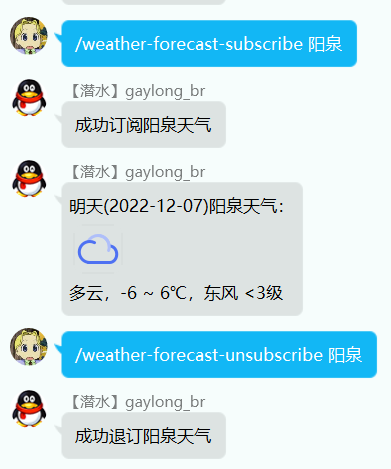 /weather-forecast-subscribe 阳泉
【潜水】gaylong_br
成功订阅阳泉天气
【潜水】gaylong_br
明天(2022-12-07)阳泉天气:
多云，-6 ~ 6℃，东风 <3级
/weather-forecast-unsubscribe 阳泉
【潜水】gaylong_br
成功退订阳泉天气